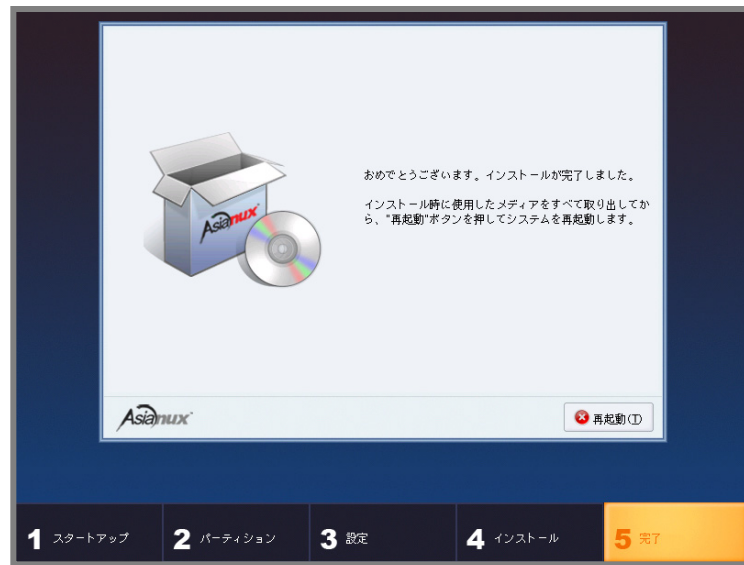 おめでとうございます。インストールが完了しました。
インストール時に使用したメディアをすべて取り出してか
ら、"再起動"ボタンを押してシステムを再起動します。
Asianux
Asianux
再起動(T)
1 スタートアップ
2 パーティション
3 設定
4 インストール
5 完了